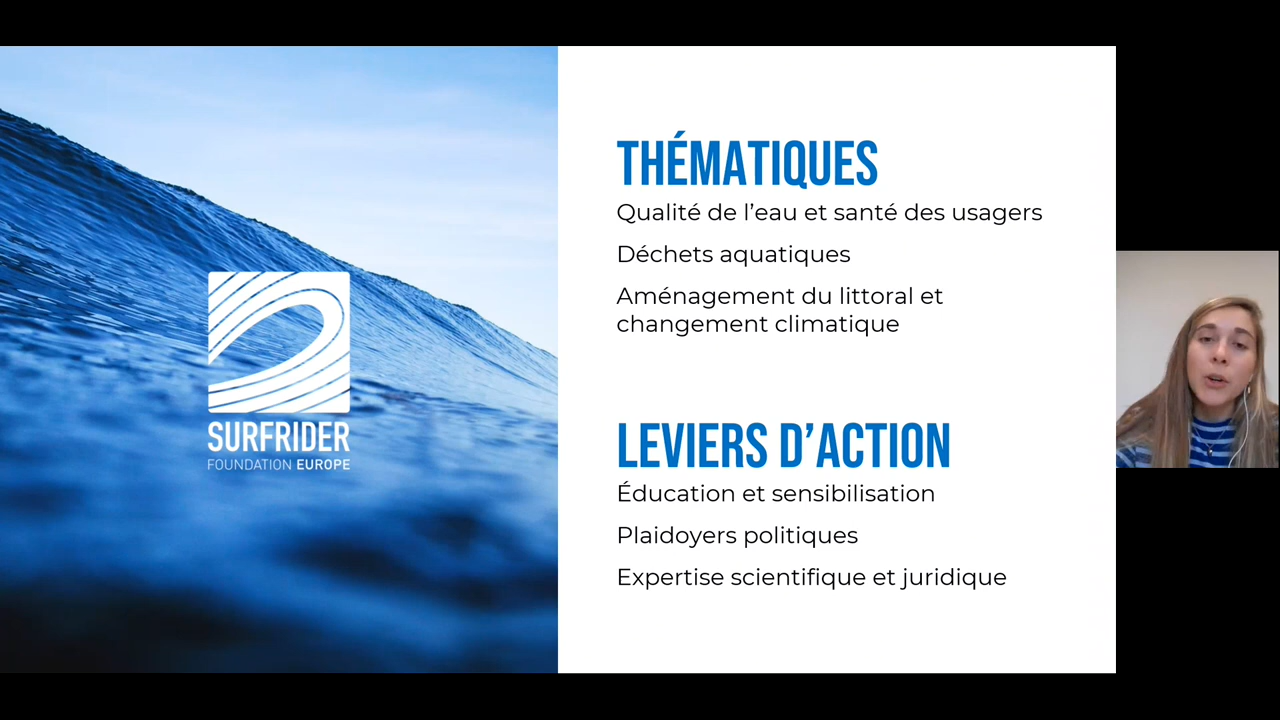 SURFRIDER
FOUNDATION EUROPE
THÉMATIQUES
Qualité de l’eau et santé des usagers
Déchets aquatiques
Aménagement du littoral et
changement climatique
LEVIERS D’ACTION
Éducation et sensibilisation
Plaidoyers politiques
Expertise scientifique et juridique